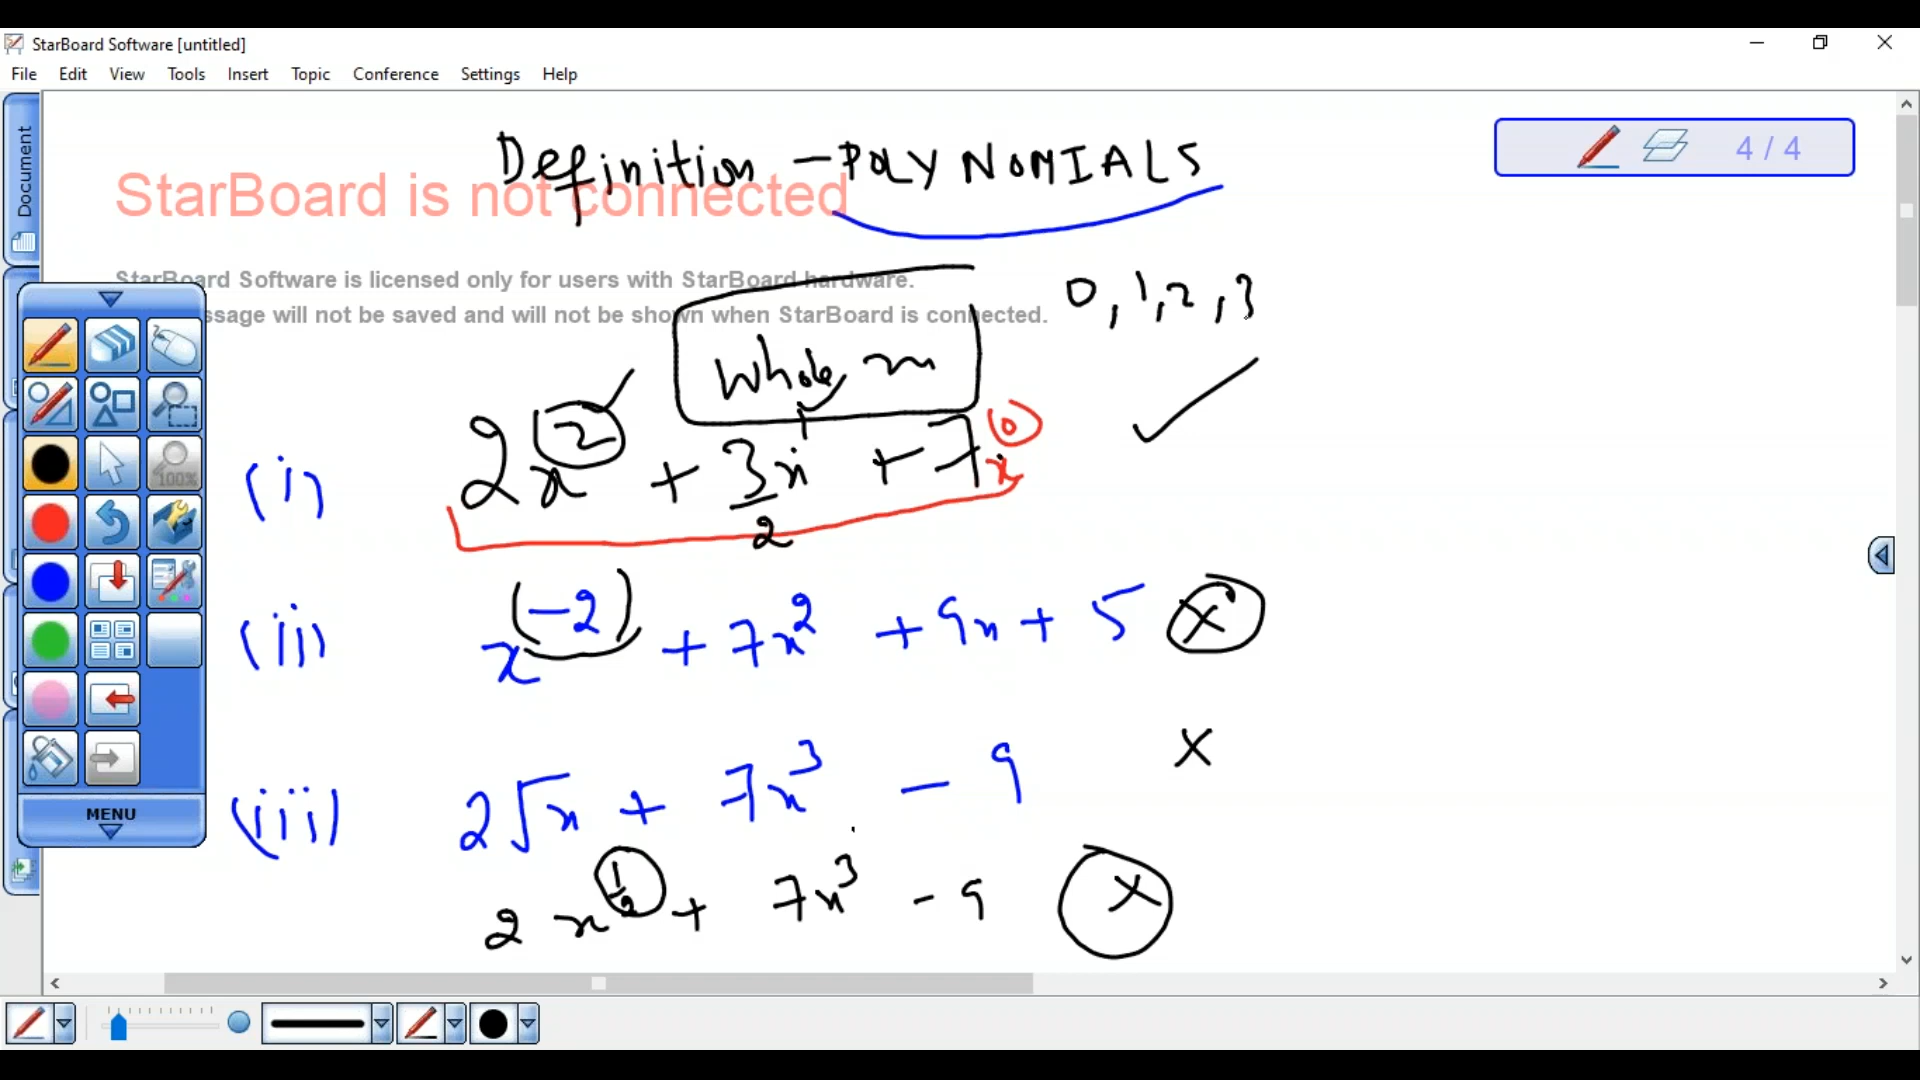 StarBoard Software [untitled]
File Edit View Tools Insert Topic Conference Settings Help
Document
Definition - POLYNOMIALS
4 / 4
StarBoard is not connected
StarBoard Software is licensed only for users with StarBoard hardware.
ssage will not be saved and will not be shown when StarBoard is connected.
0, 1, 2, 3
Whole
(i) 2x² + 3x/2 + 7x⁰ ✓
(ii) x^(-2) + 7x² + 9x + 5 ×
(iii) 2√x + 7x³ - 9 ×
2x^1/2 + 7x³ - 9 ×
100%
MENU